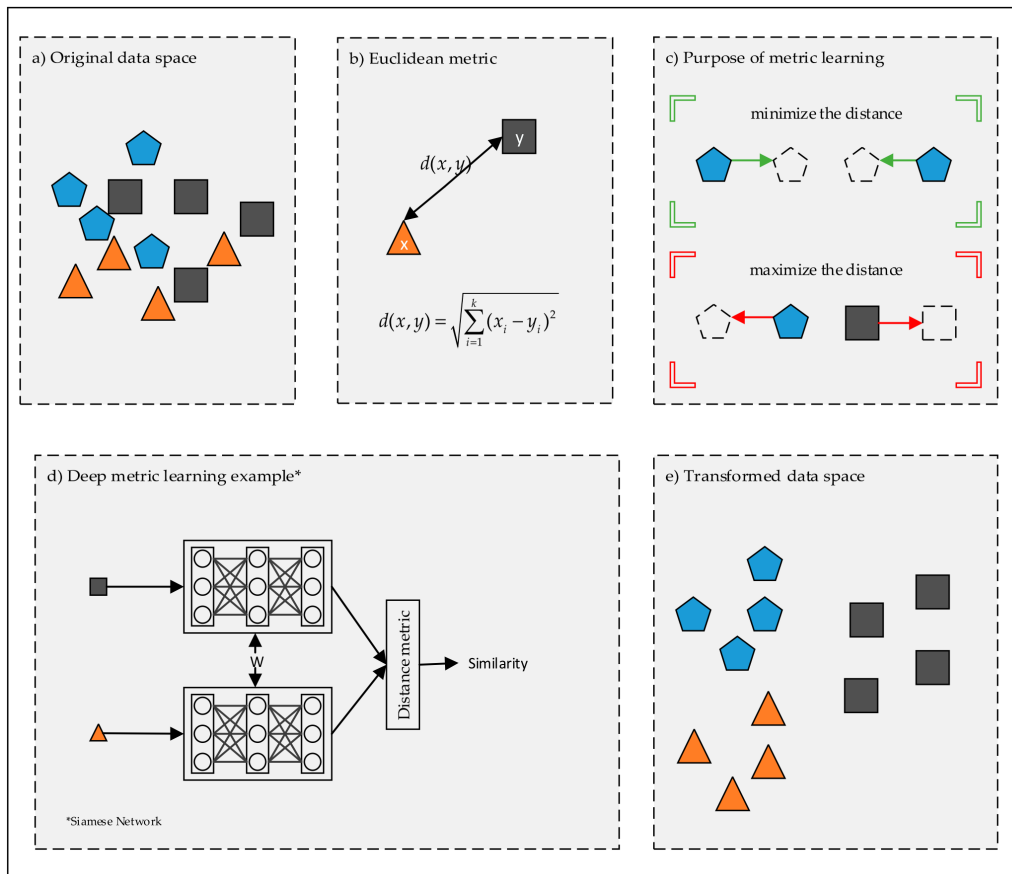 a) Original data space
b) Euclidean metric
y
d(x, y)
x
d(x, y) = √∑_{i=1}^{k} (x_i − y_i)^2
c) Purpose of metric learning
minimize the distance
maximize the distance
d) Deep metric learning example*
W
Distance metric
Similarity
*Siamese Network
e) Transformed data space